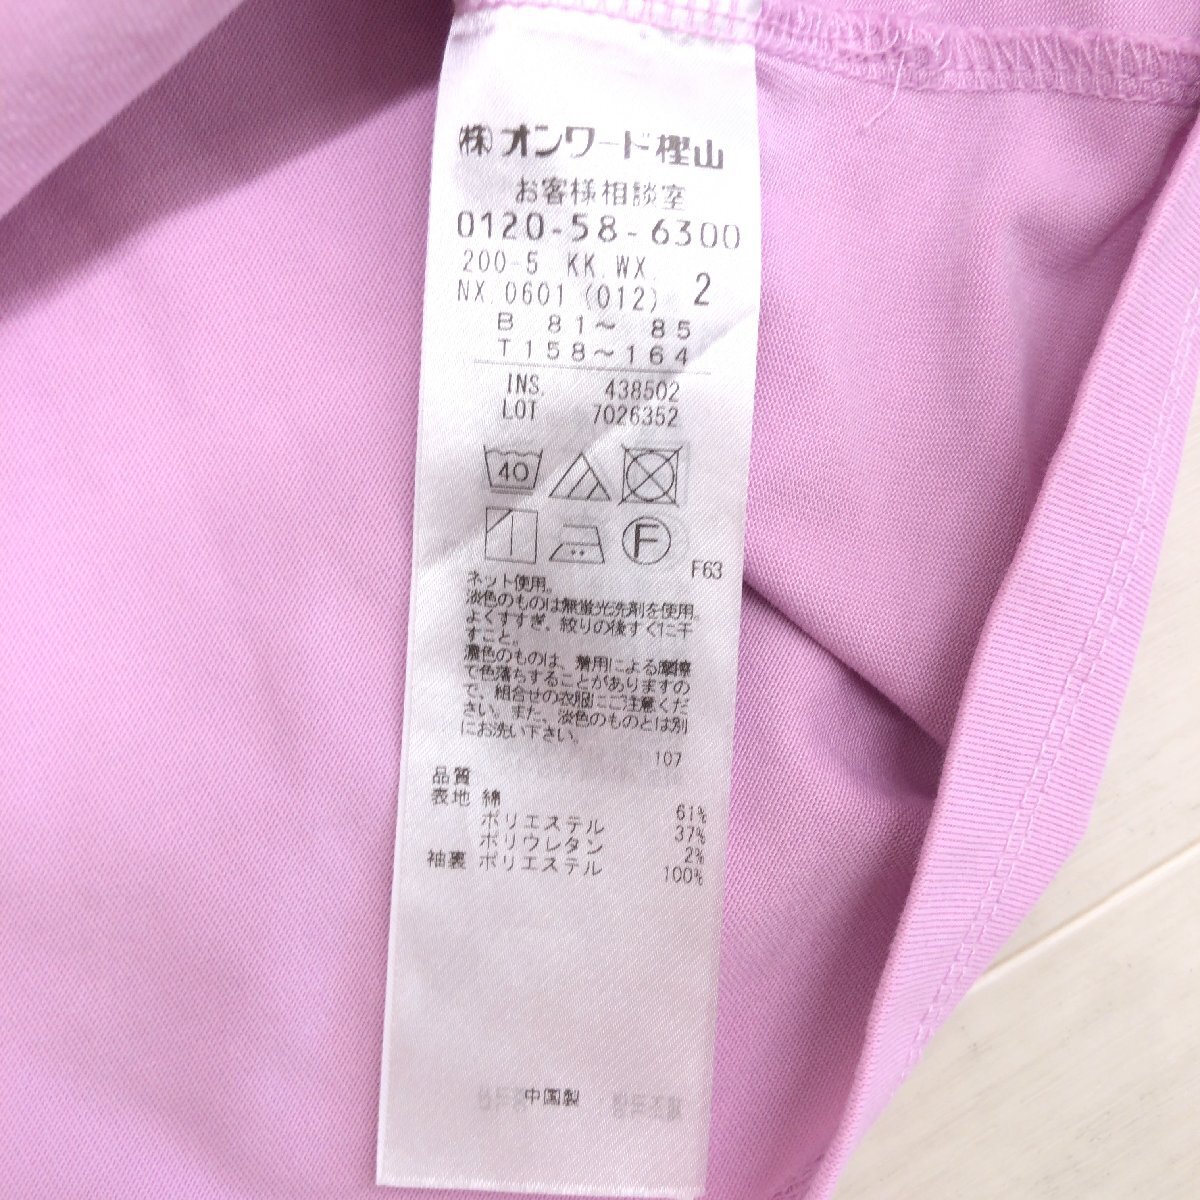 (株)オンワード樫山
お客様相談室
0120-58-6300
200-5 KK.WX.
NX.0601 (012) 2
B 81～ 85
T158～164
INS. 438502
LOT 7026352
40
F
F63
ネット使用。
淡色のものは無蛍光洗剤を使用。
よくすすぎ、絞りの後すぐに干
すこと。
濃色のものは、着用による摩擦
で色落ちすることがありますの
で、組合せの衣服にご注意くだ
さい。また、淡色のものとは別
にお洗い下さい。
107
品質
表地 綿 61%
ポリエステル 37%
ポリウレタン 2%
袖裏 ポリエステル 100%
中国製